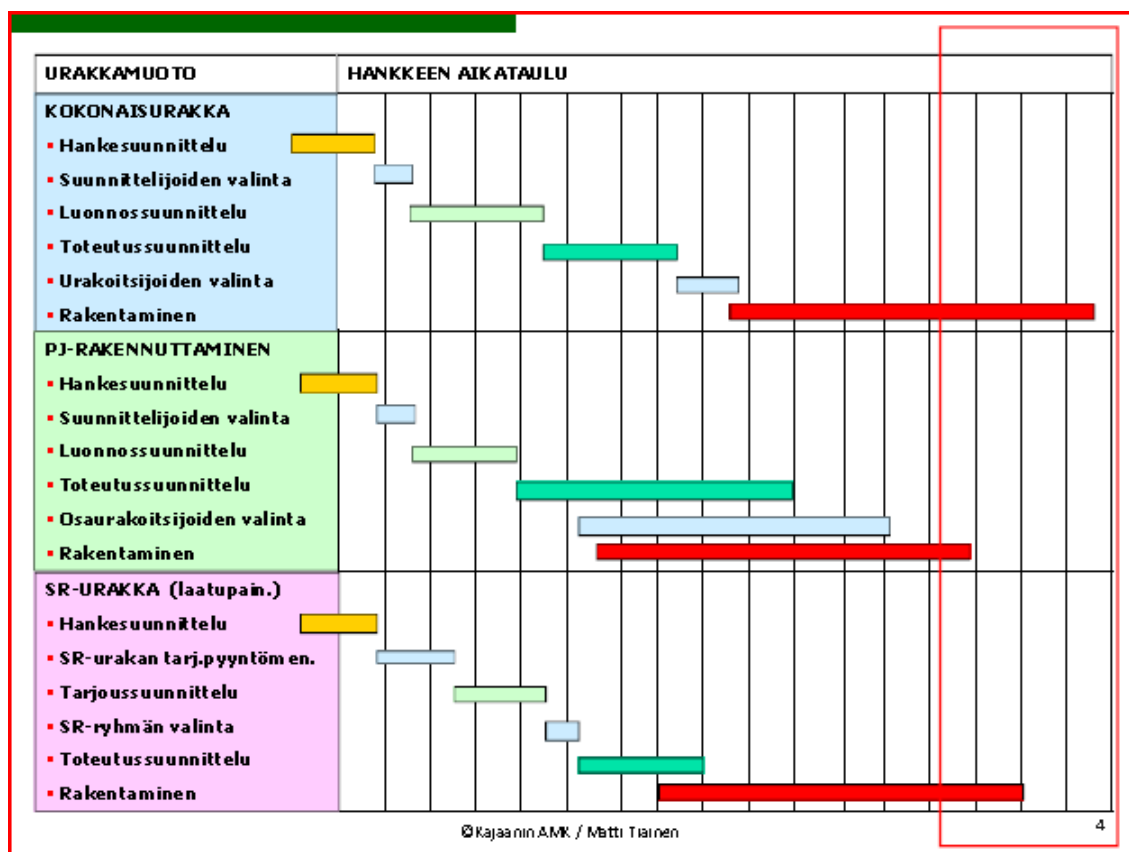 URAKKAMUOTO HANKKEEN AIKATAULU
KOKONAISURAKKA
Hankesuunnittelu
Suunnittelijoiden valinta
Luonnossuunnittelu
Toteutussuunnittelu
Urakoitsijoiden valinta
Rakentaminen
PJ-RAKENNUTTAMINEN
Hankesuunnittelu
Suunnittelijoiden valinta
Luonnossuunnittelu
Toteutussuunnittelu
Osaurakoitsijoiden valinta
Rakentaminen
SR-URAKKA (laatupain.)
Hankesuunnittelu
SR-urakan tarj.pyyntömen.
Tarjoussuunnittelu
SR-ryhmän valinta
Toteutussuunnittelu
Rakentaminen
©Kajaanin AMK / Matti Tiainen
4